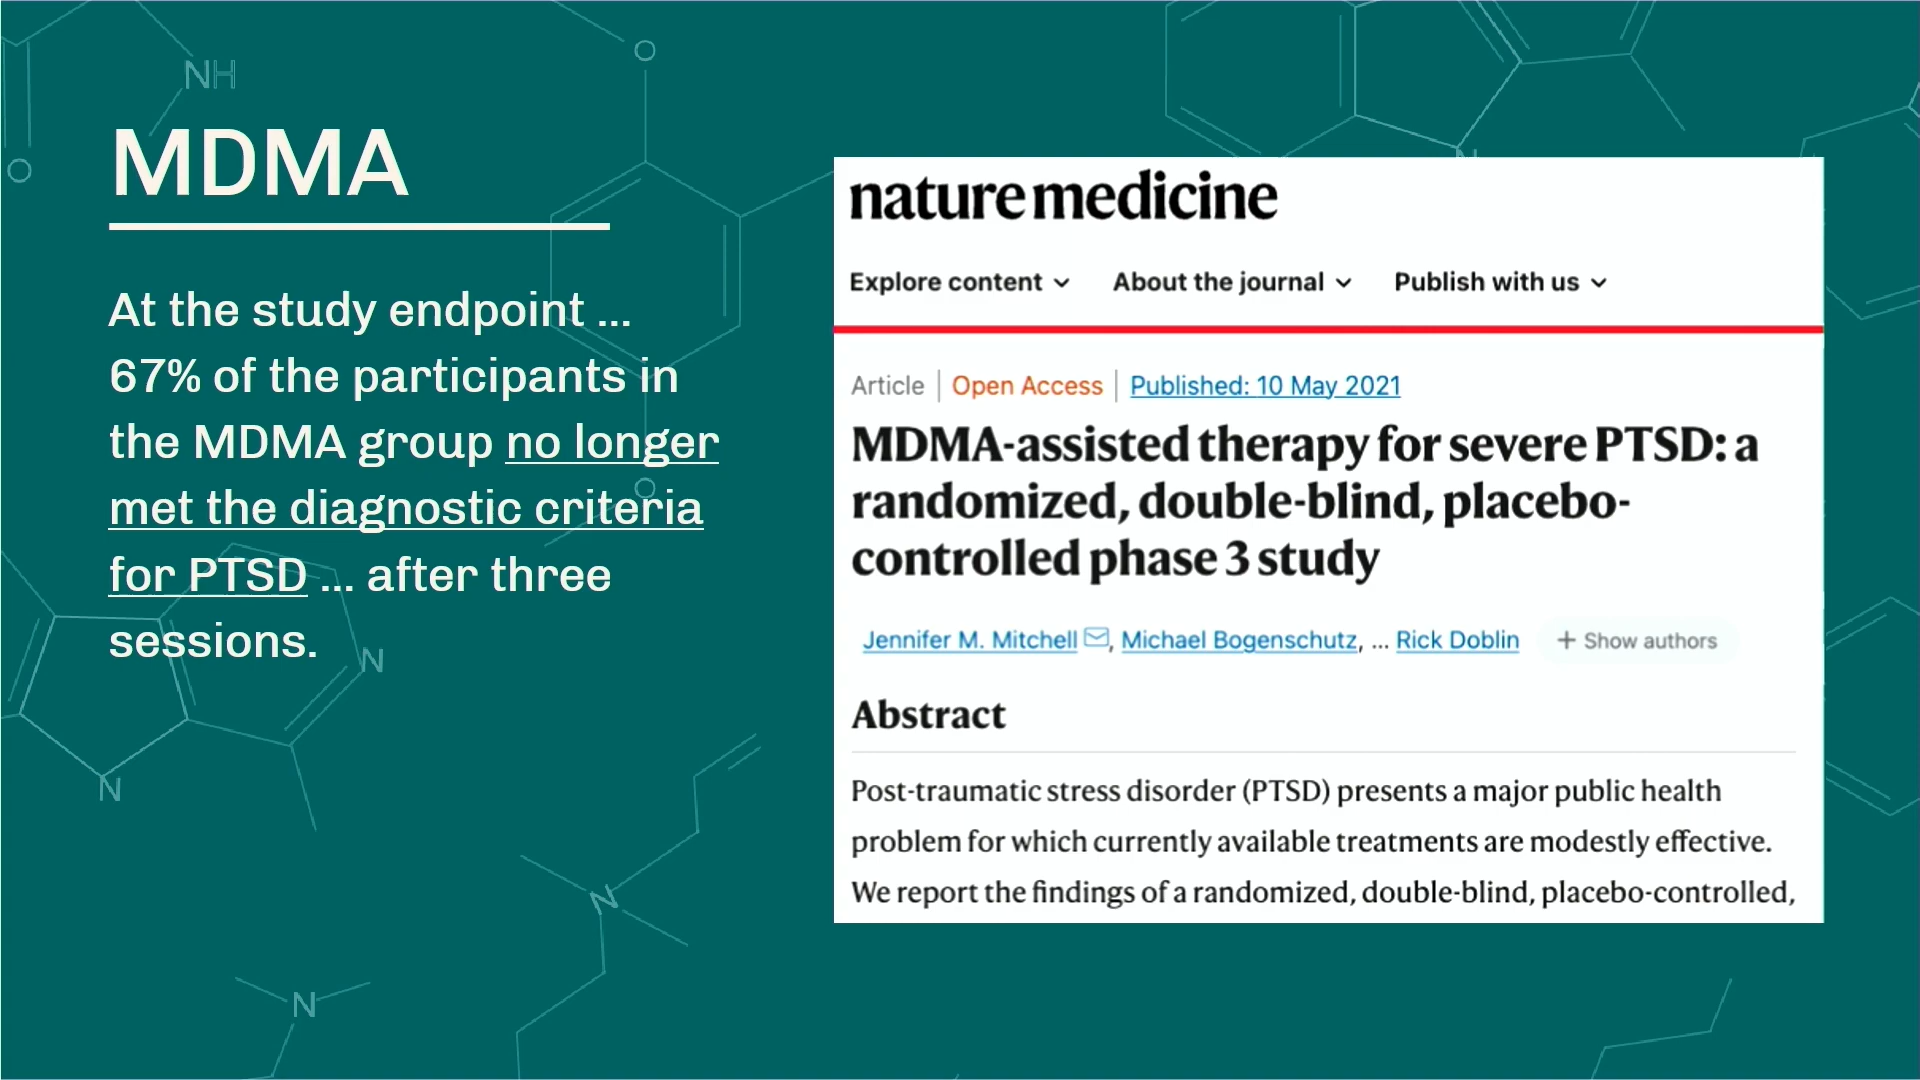 MDMA
At the study endpoint ...
67% of the participants in
the MDMA group no longer
met the diagnostic criteria
for PTSD ... after three
sessions.
nature medicine
Explore content
About the journal
Publish with us
Article | Open Access | Published: 10 May 2021
MDMA-assisted therapy for severe PTSD: a
randomized, double-blind, placebo-
controlled phase 3 study
Jennifer M. Mitchell, Michael Bogenschutz, ... Rick Doblin + Show authors
Abstract
Post-traumatic stress disorder (PTSD) presents a major public health
problem for which currently available treatments are modestly effective.
We report the findings of a randomized, double-blind, placebo-controlled,
NH
O
O
O
N
N
N
N
N